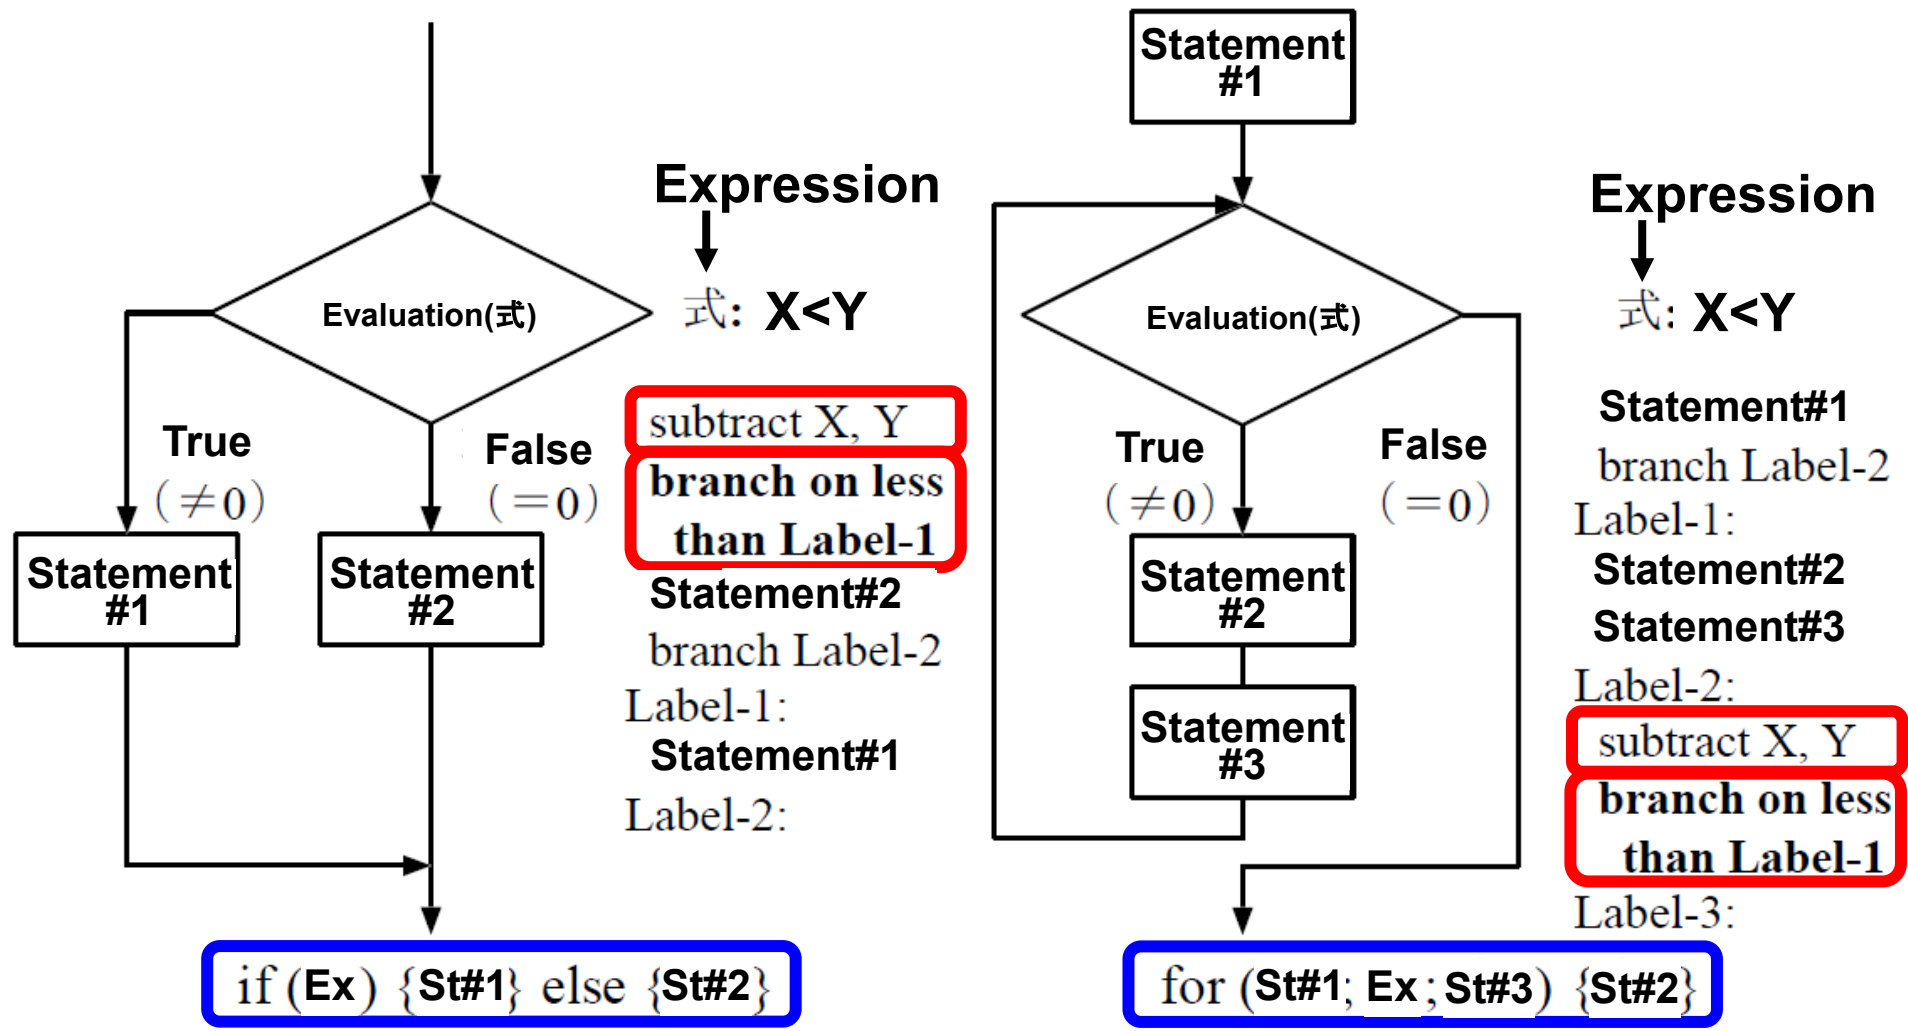 Expression
式: X<Y
Evaluation(式)
True
(≠0)
False
(=0)
Statement
#1
Statement
#2
subtract X, Y
branch on less
than Label-1
Statement#2
branch Label-2
Label-1:
Statement#1
Label-2:
if (Ex) {St#1} else {St#2}
Statement
#1
Expression
式: X<Y
Evaluation(式)
True
(≠0)
False
(=0)
Statement
#2
Statement
#3
Statement#1
branch Label-2
Label-1:
Statement#2
Statement#3
Label-2:
subtract X, Y
branch on less
than Label-1
Label-3:
for (St#1; Ex; St#3) {St#2}